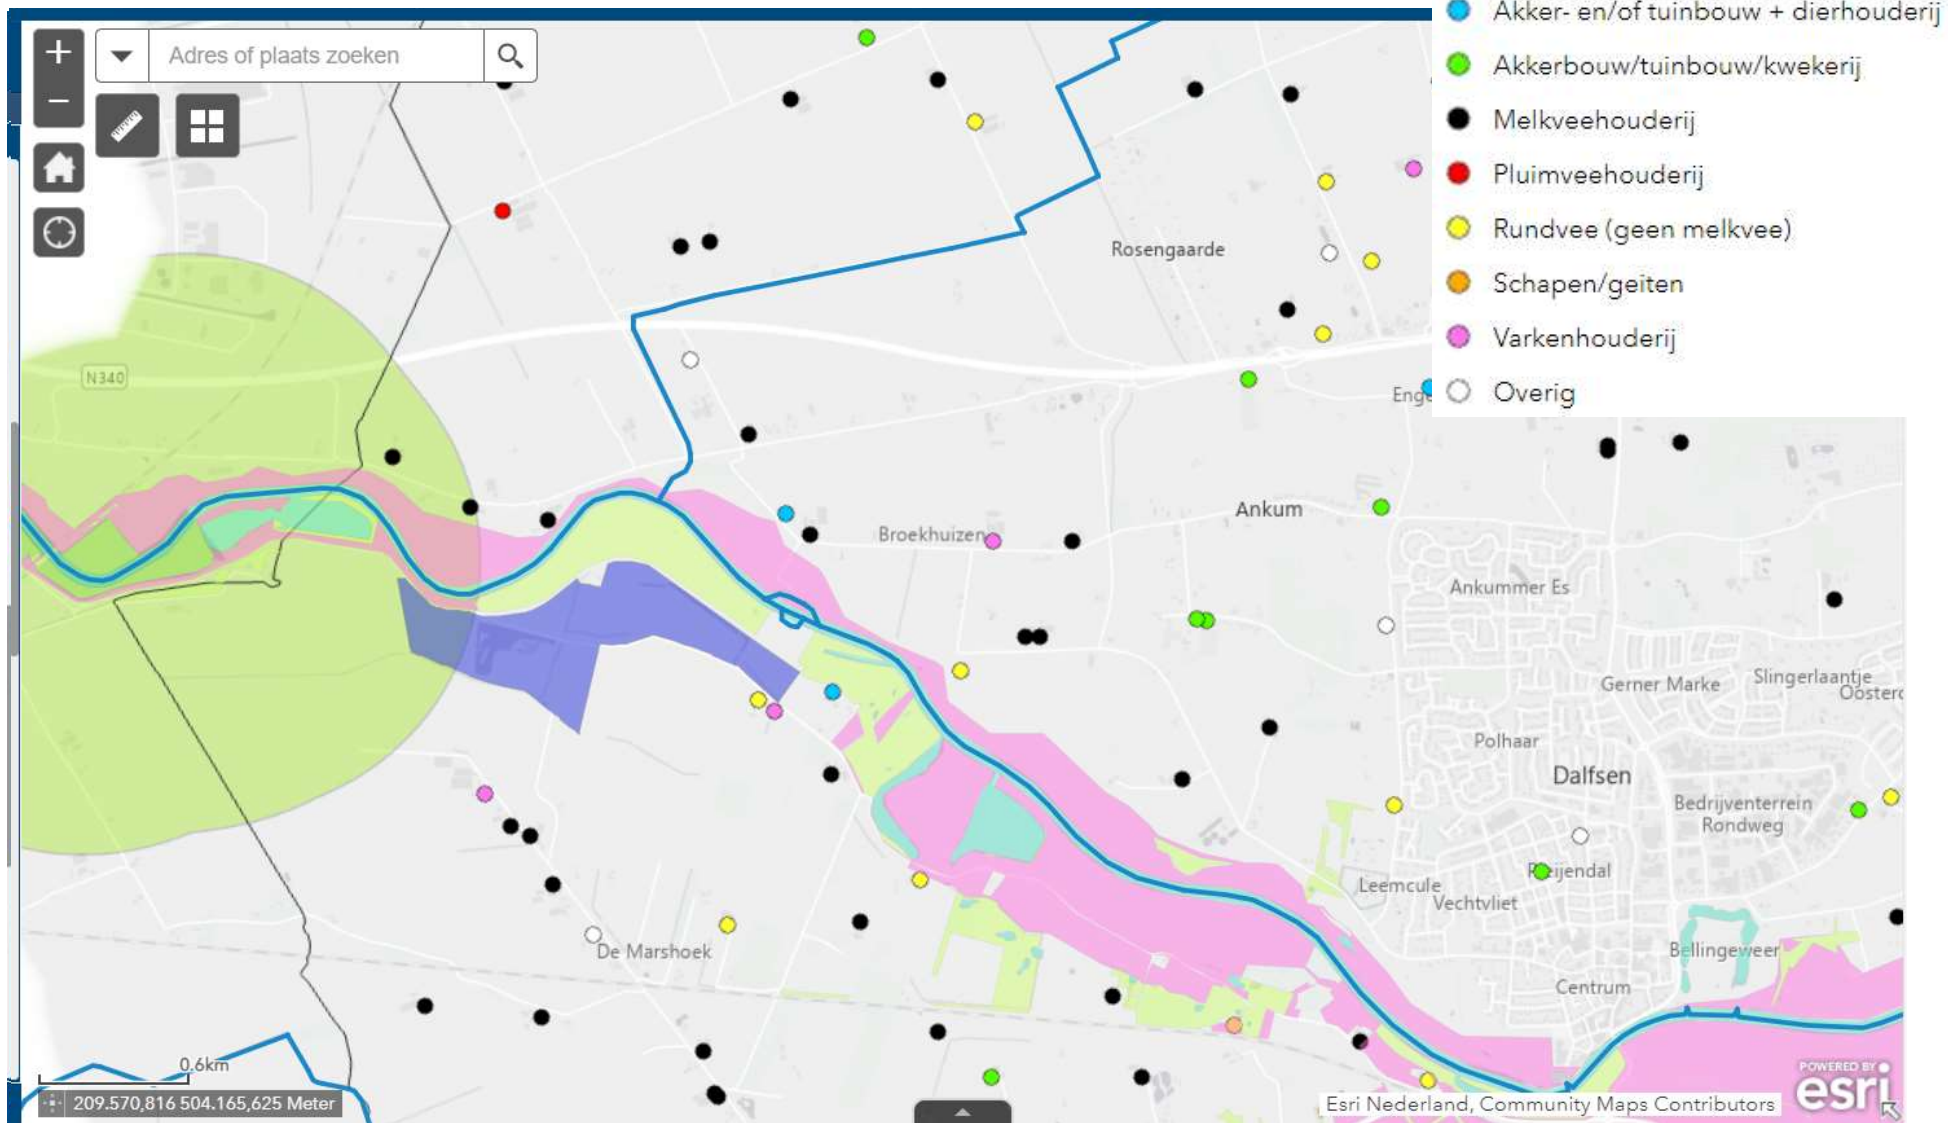 +
Adres of plaats zoeken
−
Akker- en/of tuinbouw + dierhouderij
Akkerbouw/tuinbouw/kwekerij
Melkveehouderij
Pluimveehouderij
Rundvee (geen melkvee)
Schapen/geiten
Varkenhouderij
Overig
Rosengaarde
N340
Enge
Ankum
Broekhuizen
Ankummer Es
Gerner Marke
Slingerlaantje
Oosterd
Polhaar
Dalfsen
Bedrijventerrein
Rondweg
Leemcule
Vechtvliet
De Marshoek
Bellingeweer
Centrum
0.6km
209.570,816 504.165,625 Meter
Esri Nederland, Community Maps Contributors
POWERED BY
esri